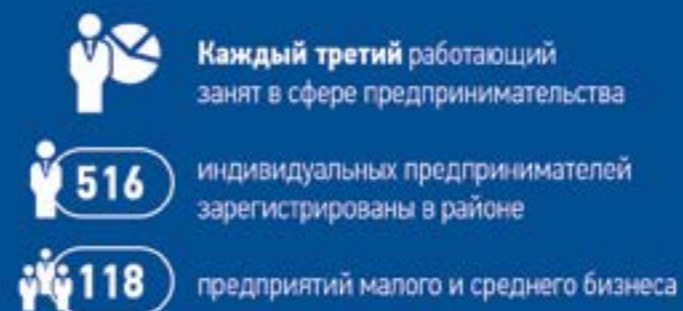 Каждый третий работающий
занят в сфере предпринимательства
516
индивидуальных предпринимателей
зарегистрированы в районе
118
предприятий малого и среднего бизнеса